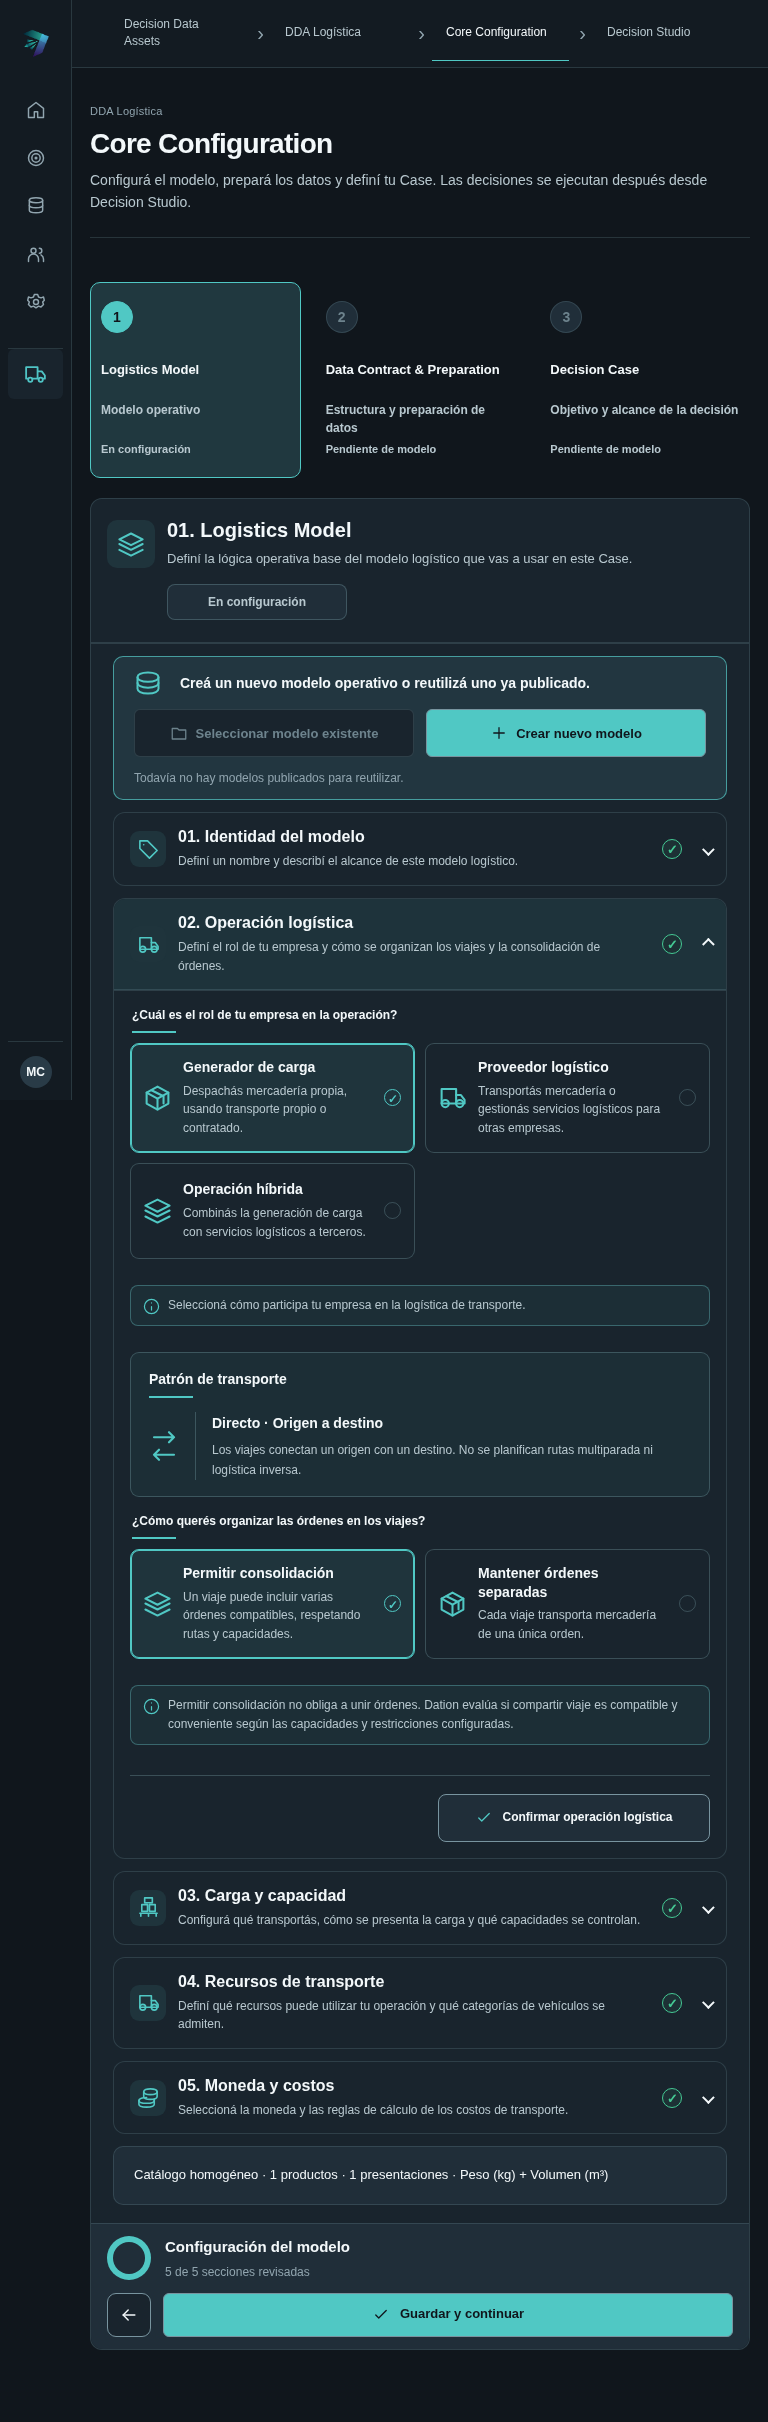 Decision Data
Assets
DDA Logística
Core Configuration
Decision Studio
DDA Logística
Core Configuration
Configurá el modelo, prepará los datos y definí tu Case. Las decisiones se ejecutan después desde
Decision Studio.
1
Logistics Model
Modelo operativo
En configuración
2
Data Contract & Preparation
Estructura y preparación de
datos
Pendiente de modelo
3
Decision Case
Objetivo y alcance de la decisión
Pendiente de modelo
01. Logistics Model
Definí la lógica operativa base del modelo logístico que vas a usar en este Case.
En configuración
Creá un nuevo modelo operativo o reutilizá uno ya publicado.
Seleccionar modelo existente
Crear nuevo modelo
Todavía no hay modelos publicados para reutilizar.
01. Identidad del modelo
Definí un nombre y describí el alcance de este modelo logístico.
02. Operación logística
Definí el rol de tu empresa y cómo se organizan los viajes y la consolidación de
órdenes.
¿Cuál es el rol de tu empresa en la operación?
Generador de carga
Despachás mercadería propia,
usando transporte propio o
contratado.
Proveedor logístico
Transportás mercadería o
gestionás servicios logísticos para
otras empresas.
Operación híbrida
Combinás la generación de carga
con servicios logísticos a terceros.
Seleccioná cómo participa tu empresa en la logística de transporte.
Patrón de transporte
Directo · Origen a destino
Los viajes conectan un origen con un destino. No se planifican rutas multiparada ni
logística inversa.
¿Cómo querés organizar las órdenes en los viajes?
Permitir consolidación
Un viaje puede incluir varias
órdenes compatibles, respetando
rutas y capacidades.
Mantener órdenes
separadas
Cada viaje transporta mercadería
de una única orden.
Permitir consolidación no obliga a unir órdenes. Dation evalúa si compartir viaje es compatible y
conveniente según las capacidades y restricciones configuradas.
Confirmar operación logística
03. Carga y capacidad
Configurá qué transportás, cómo se presenta la carga y qué capacidades se controlan.
04. Recursos de transporte
Definí qué recursos puede utilizar tu operación y qué categorías de vehículos se
admiten.
05. Moneda y costos
Seleccioná la moneda y las reglas de cálculo de los costos de transporte.
Catálogo homogéneo · 1 productos · 1 presentaciones · Peso (kg) + Volumen (m³)
MC
Configuración del modelo
5 de 5 secciones revisadas
Guardar y continuar